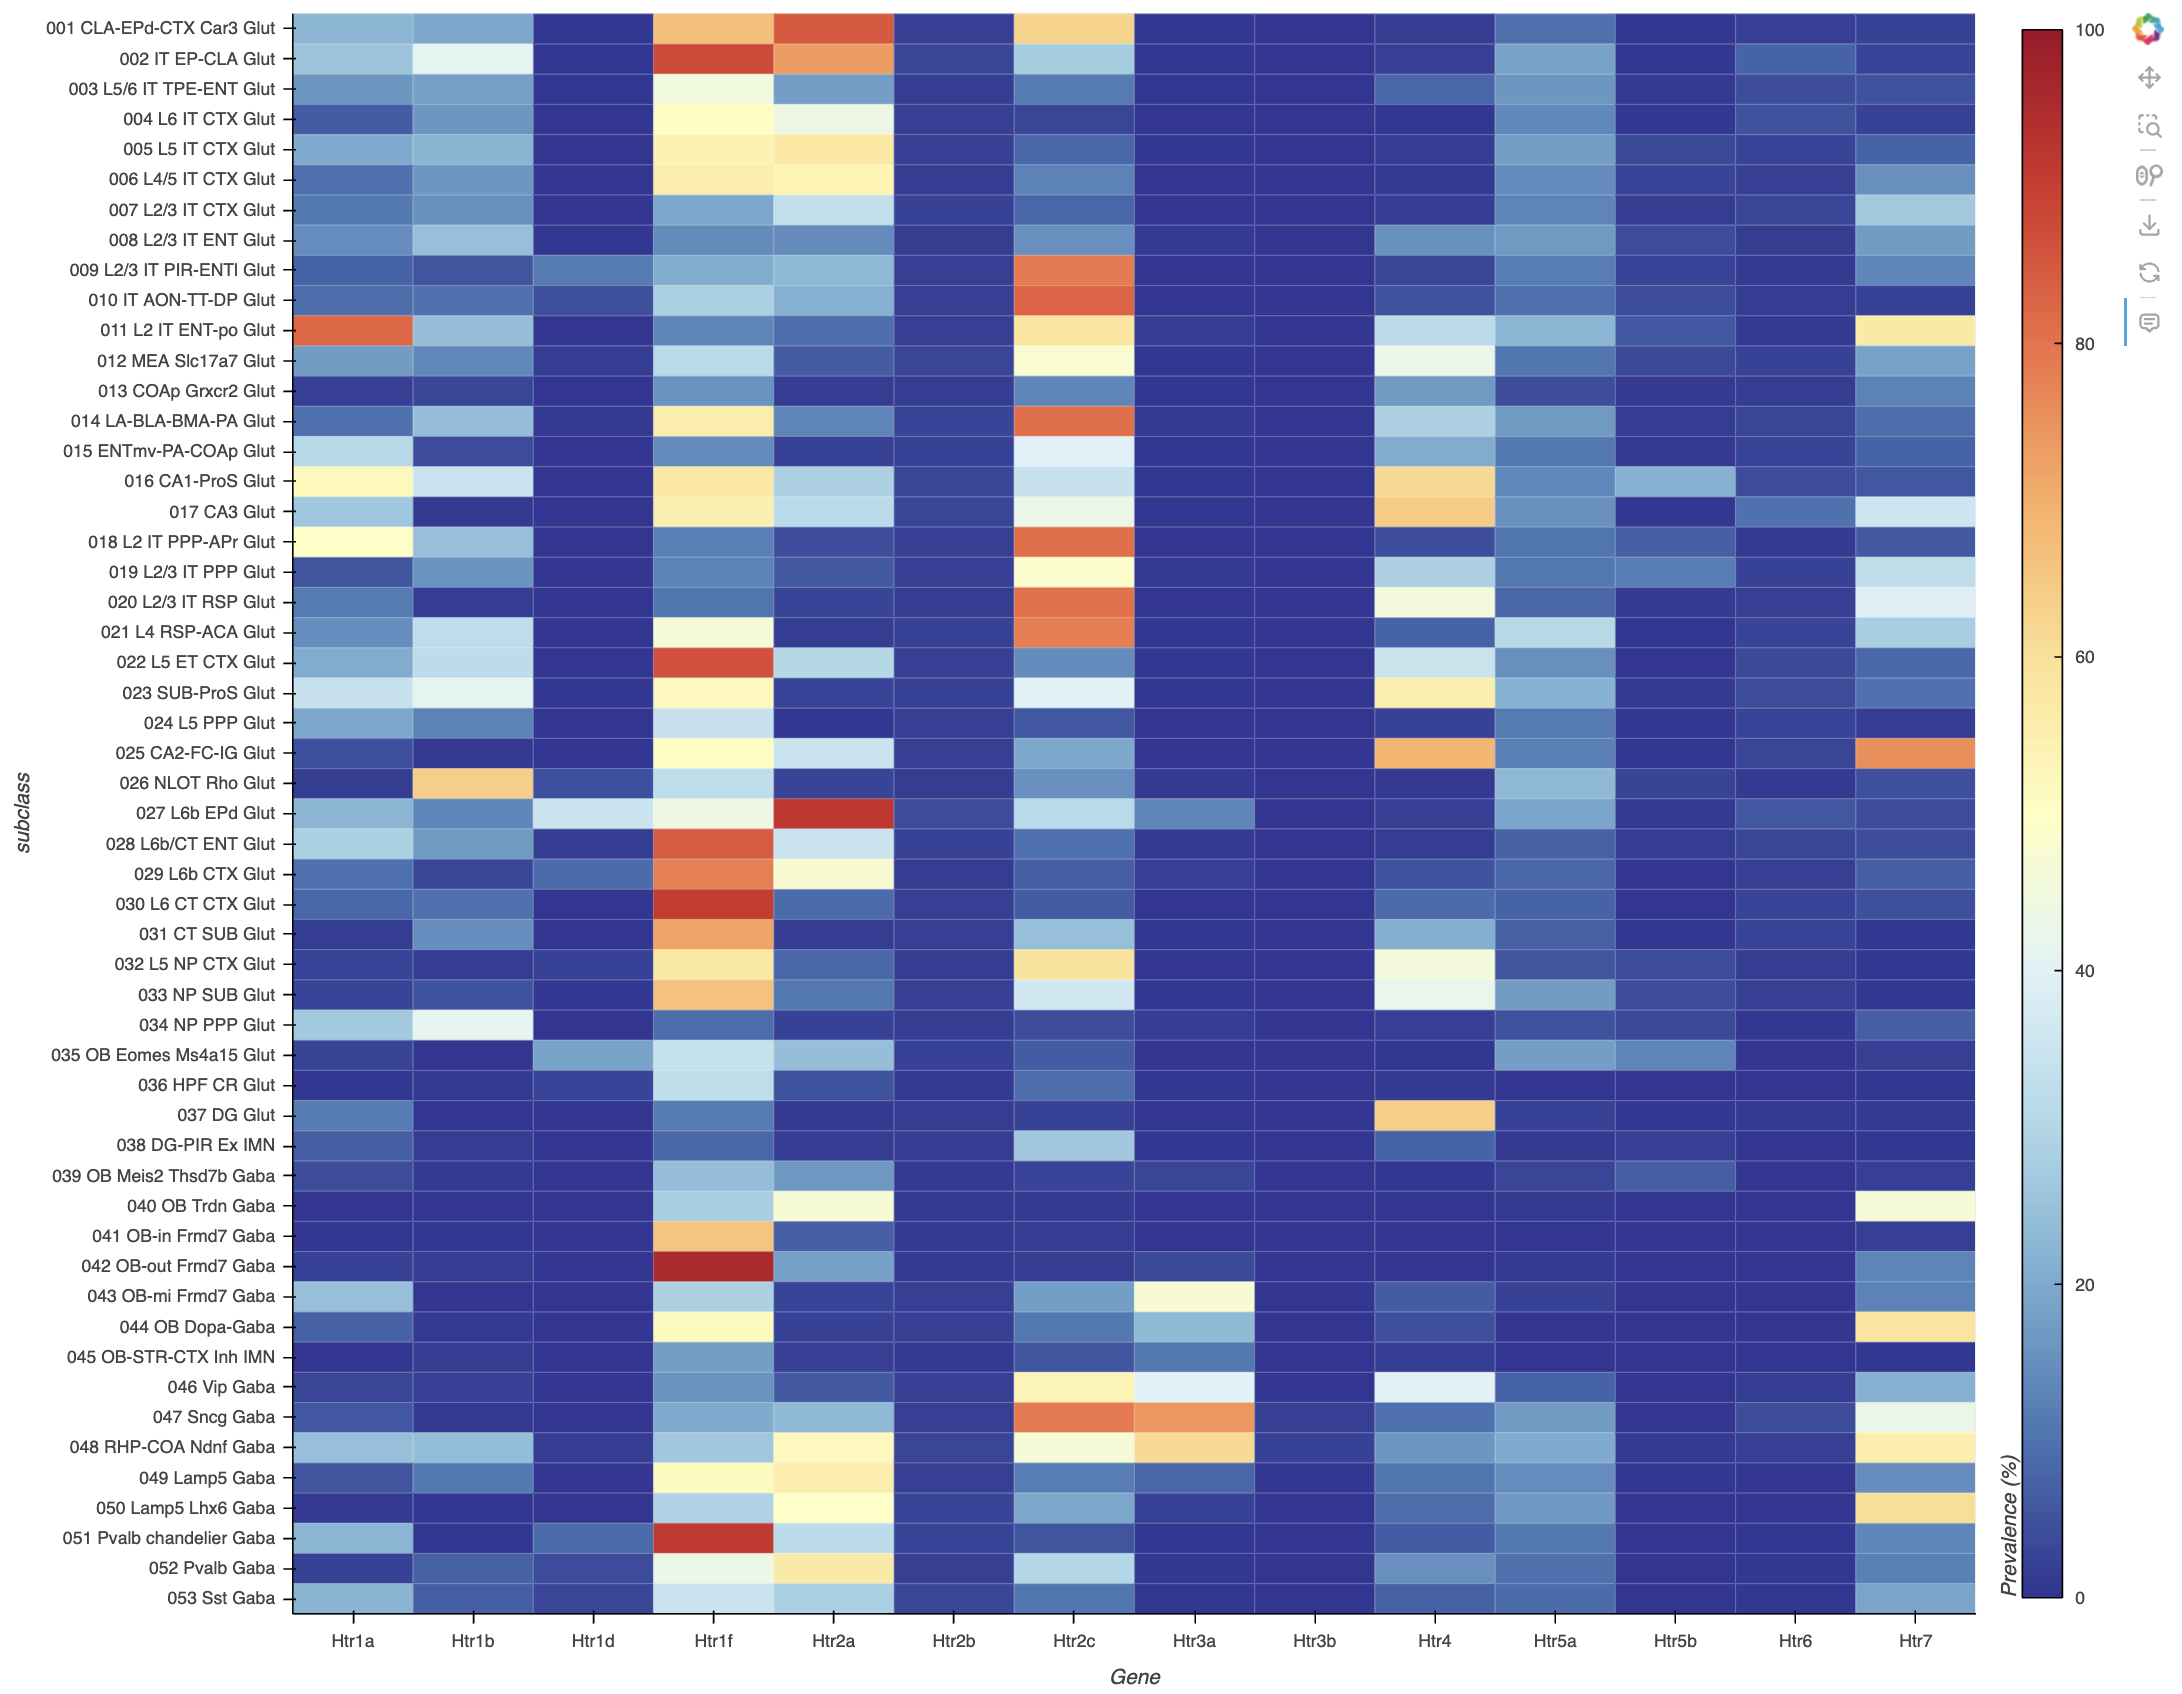 001 CLA-EPd-CTX Car3 Glut
002 IT EP-CLA Glut
003 L5/6 IT TPE-ENT Glut
004 L6 IT CTX Glut
005 L5 IT CTX Glut
006 L4/5 IT CTX Glut
007 L2/3 IT CTX Glut
008 L2/3 IT ENT Glut
009 L2/3 IT PIR-ENTl Glut
010 IT AON-TT-DP Glut
011 L2 IT ENT-po Glut
012 MEA Slc17a7 Glut
013 COAp Grxcr2 Glut
014 LA-BLA-BMA-PA Glut
015 ENTmv-PA-COAp Glut
016 CA1-ProS Glut
017 CA3 Glut
018 L2 IT PPP-APr Glut
019 L2/3 IT PPP Glut
020 L2/3 IT RSP Glut
021 L4 RSP-ACA Glut
022 L5 ET CTX Glut
023 SUB-ProS Glut
024 L5 PPP Glut
025 CA2-FC-IG Glut
026 NLOT Rho Glut
027 L6b EPd Glut
028 L6b/CT ENT Glut
029 L6b CTX Glut
030 L6 CT CTX Glut
031 CT SUB Glut
032 L5 NP CTX Glut
033 NP SUB Glut
034 NP PPP Glut
035 OB Eomes Ms4a15 Glut
036 HPF CR Glut
037 DG Glut
038 DG-PIR Ex IMN
039 OB Meis2 Thsd7b Gaba
040 OB Trdn Gaba
041 OB-in Frmd7 Gaba
042 OB-out Frmd7 Gaba
043 OB-mi Frmd7 Gaba
044 OB Dopa-Gaba
045 OB-STR-CTX Inh IMN
046 Vip Gaba
047 Sncg Gaba
048 RHP-COA Ndnf Gaba
049 Lamp5 Gaba
050 Lamp5 Lhx6 Gaba
051 Pvalb chandelier Gaba
052 Pvalb Gaba
053 Sst Gaba
subclass
Htr1a Htr1b Htr1d Htr1f Htr2a Htr2b Htr2c Htr3a Htr3b Htr4 Htr5a Htr5b Htr6 Htr7
Gene
100
80
60
40
20
0
Prevalence (%)